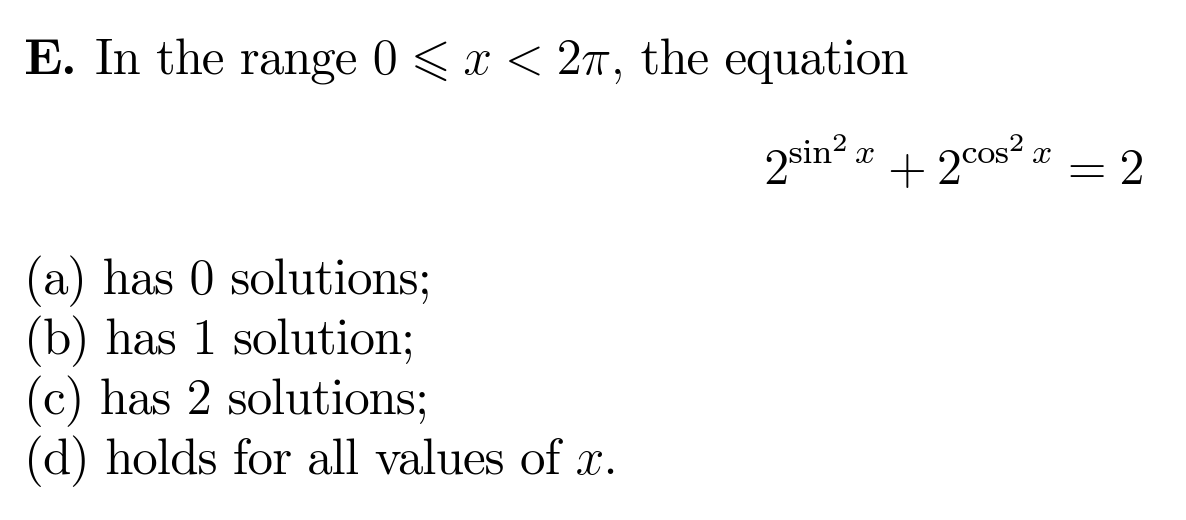 E. In the range 0 ⩽ x < 2π, the equation
2^{sin² x} + 2^{cos² x} = 2
(a) has 0 solutions;
(b) has 1 solution;
(c) has 2 solutions;
(d) holds for all values of x.